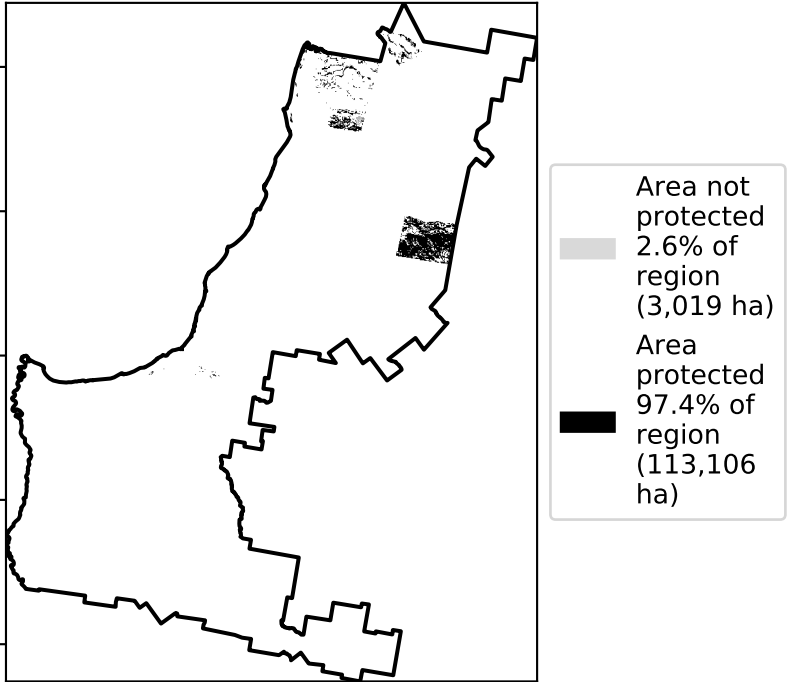 Area not
protected
2.6% of
region
(3,019 ha)
Area
protected
97.4% of
region
(113,106
ha)